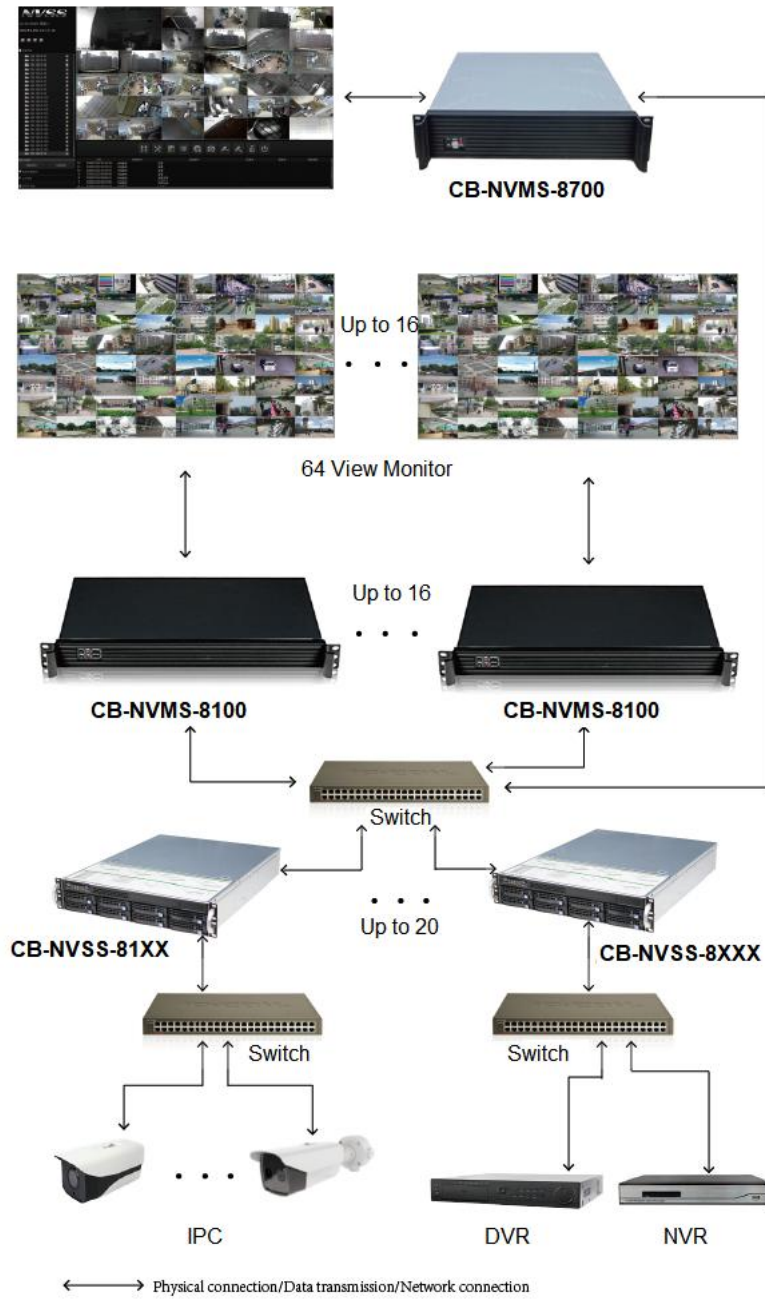 NVSS
CB-NVMS-8700
Up to 16
64 View Monitor
Up to 16
CB-NVMS-8100 CB-NVMS-8100
Switch
Up to 20
CB-NVSS-81XX CB-NVSS-8XXX
Switch Switch
IPC DVR NVR
Physical connection/Data transmission/Network connection